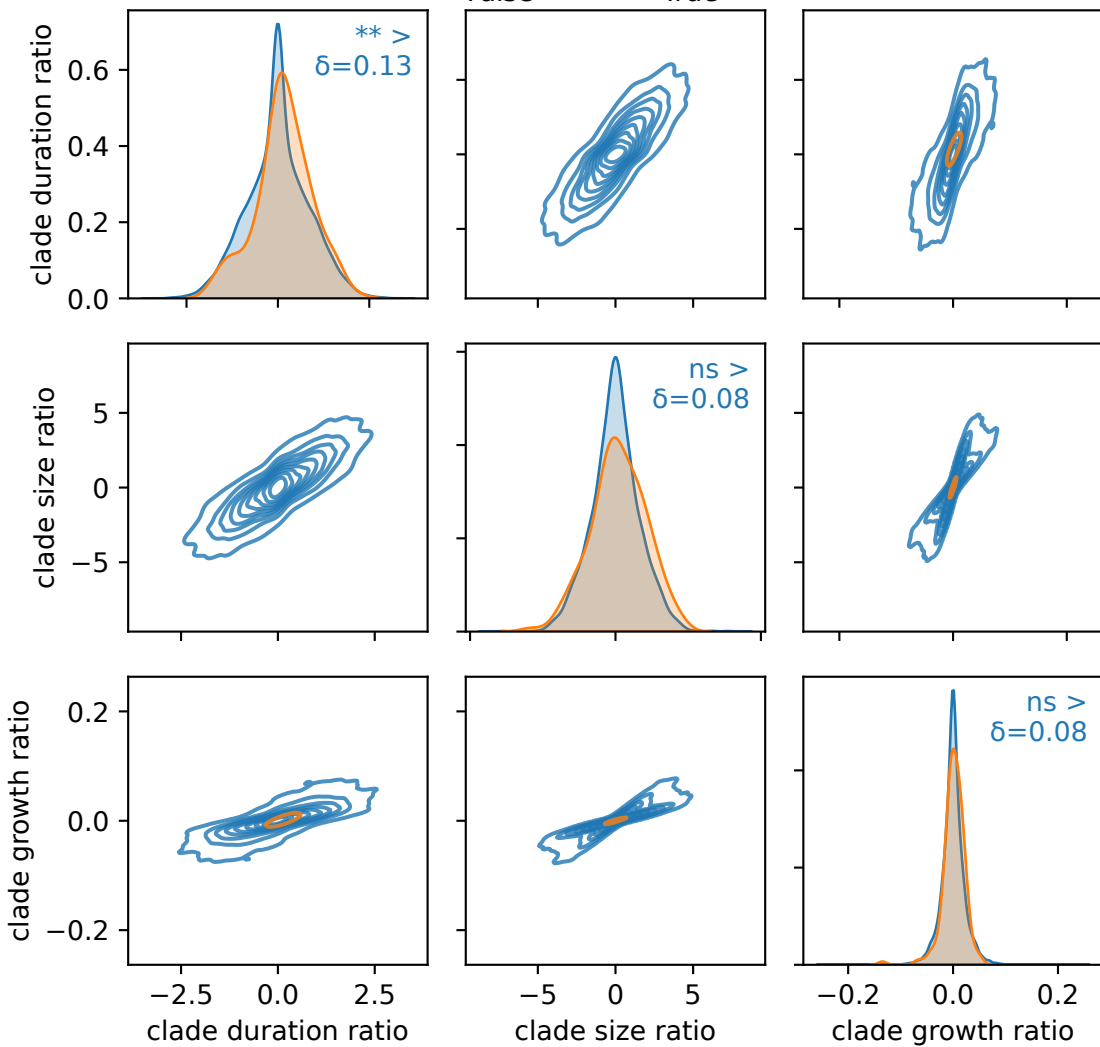 ** >
δ=0.13
clade duration ratio
0.6
0.4
0.2
0.0
ns >
δ=0.08
clade size ratio
5
0
−5
ns >
δ=0.08
clade growth ratio
0.2
0.0
−0.2
−2.5 0.0 2.5
−5 0 5
−0.2 0.0 0.2
clade duration ratio
clade size ratio
clade growth ratio